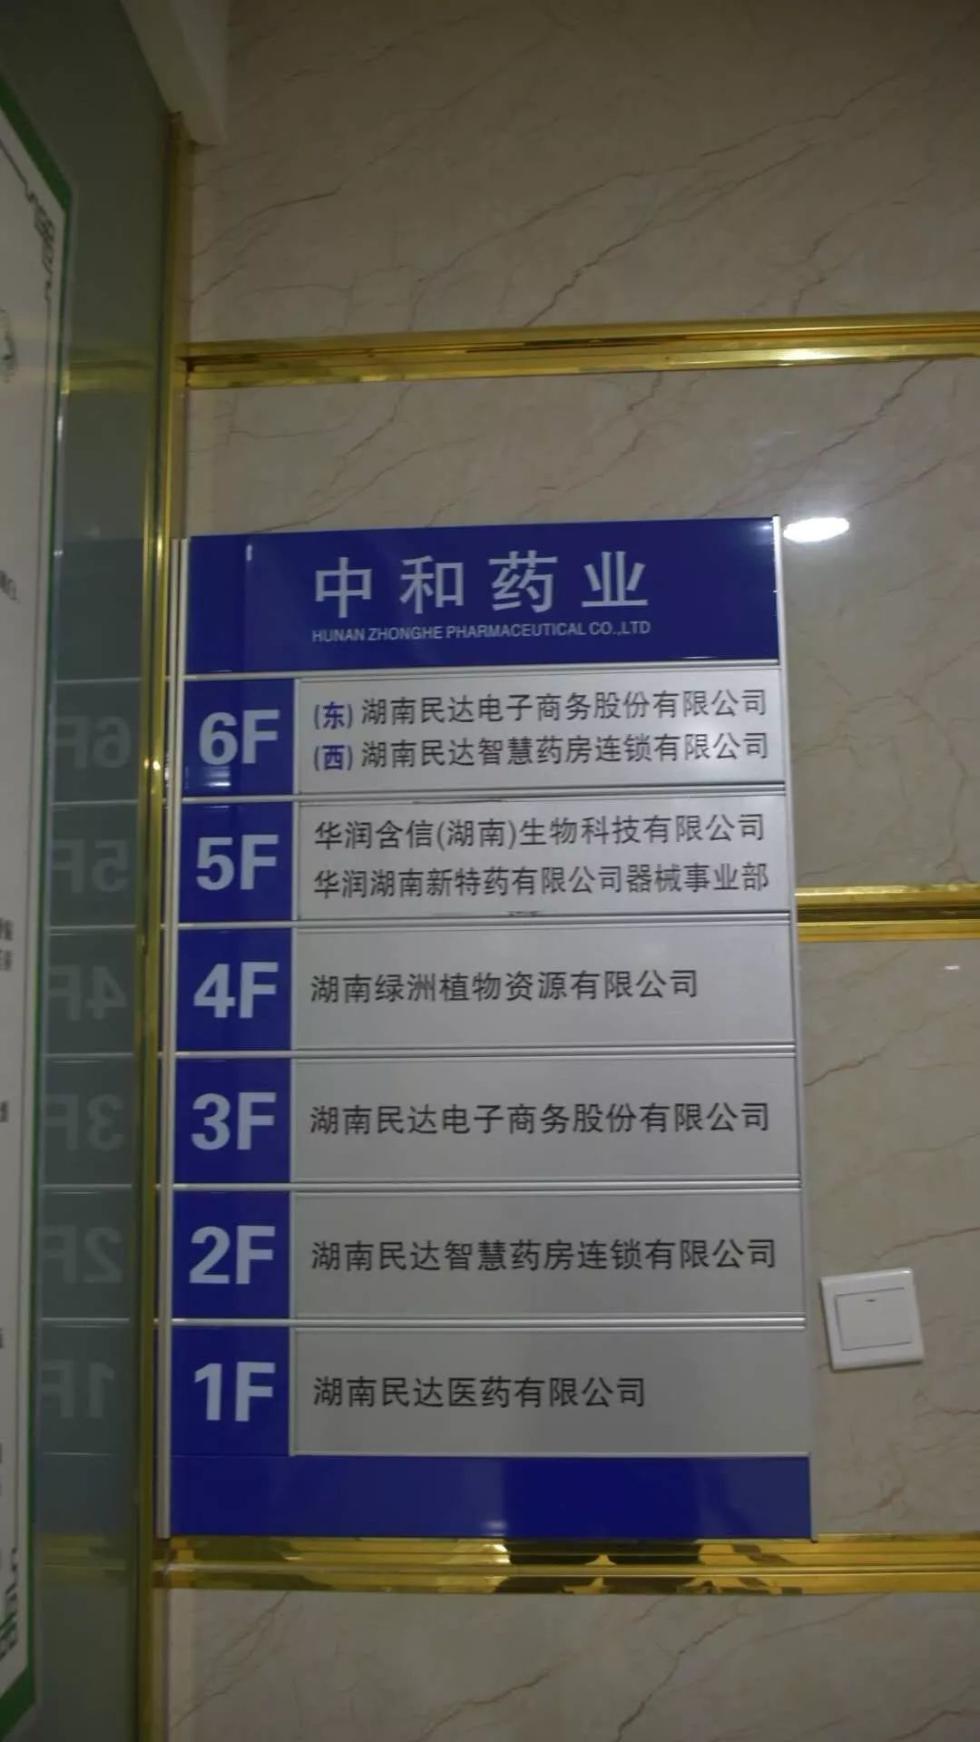 中和药业
HUNAN ZHONGHE PHARMACEUTICAL CO.,LTD
6F
(东) 湖南民达电子商务股份有限公司
(西) 湖南民达智慧药房连锁有限公司
5F
华润含信(湖南)生物科技有限公司
华润湖南新特药有限公司器械事业部
4F
湖南绿洲植物资源有限公司
3F
湖南民达电子商务股份有限公司
2F
湖南民达智慧药房连锁有限公司
1F
湖南民达医药有限公司